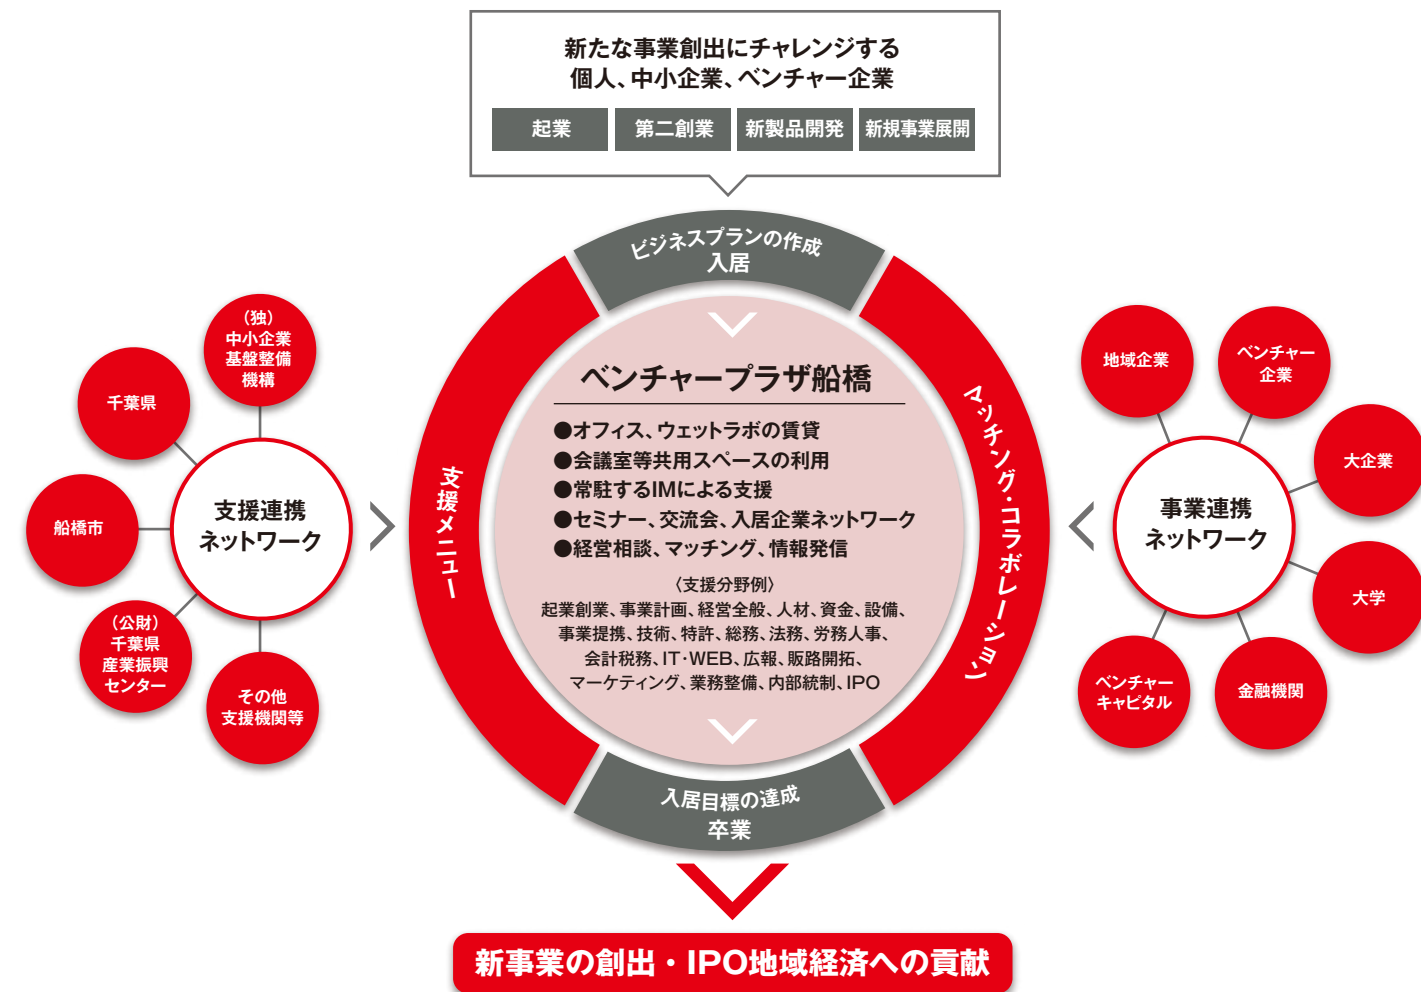 新たな事業創出にチャレンジする
個人、中小企業、ベンチャー企業
起業
第二創業
新製品開発
新規事業展開
ビジネスプランの作成
入居
支援メニュー
マッチング・コラボレーション
ベンチャープラザ船橋
●オフィス、ウェットラボの賃貸
●会議室等共用スペースの利用
●常駐するIMによる支援
●セミナー、交流会、入居企業ネットワーク
●経営相談、マッチング、情報発信
〈支援分野例〉
起業創業、事業計画、経営全般、人材、資金、設備、
事業提携、技術、特許、総務、法務、労務人事、
会計税務、IT・WEB、広報、販路開拓、
マーケティング、業務整備、内部統制、IPO
入居目標の達成
卒業
支援連携
ネットワーク
（独）
中小企業
基盤整備
機構
千葉県
船橋市
（公財）
千葉県
産業振興
センター
その他
支援機関等
事業連携
ネットワーク
地域企業
ベンチャー
企業
大企業
大学
金融機関
ベンチャー
キャピタル
新事業の創出・IPO地域経済への貢献